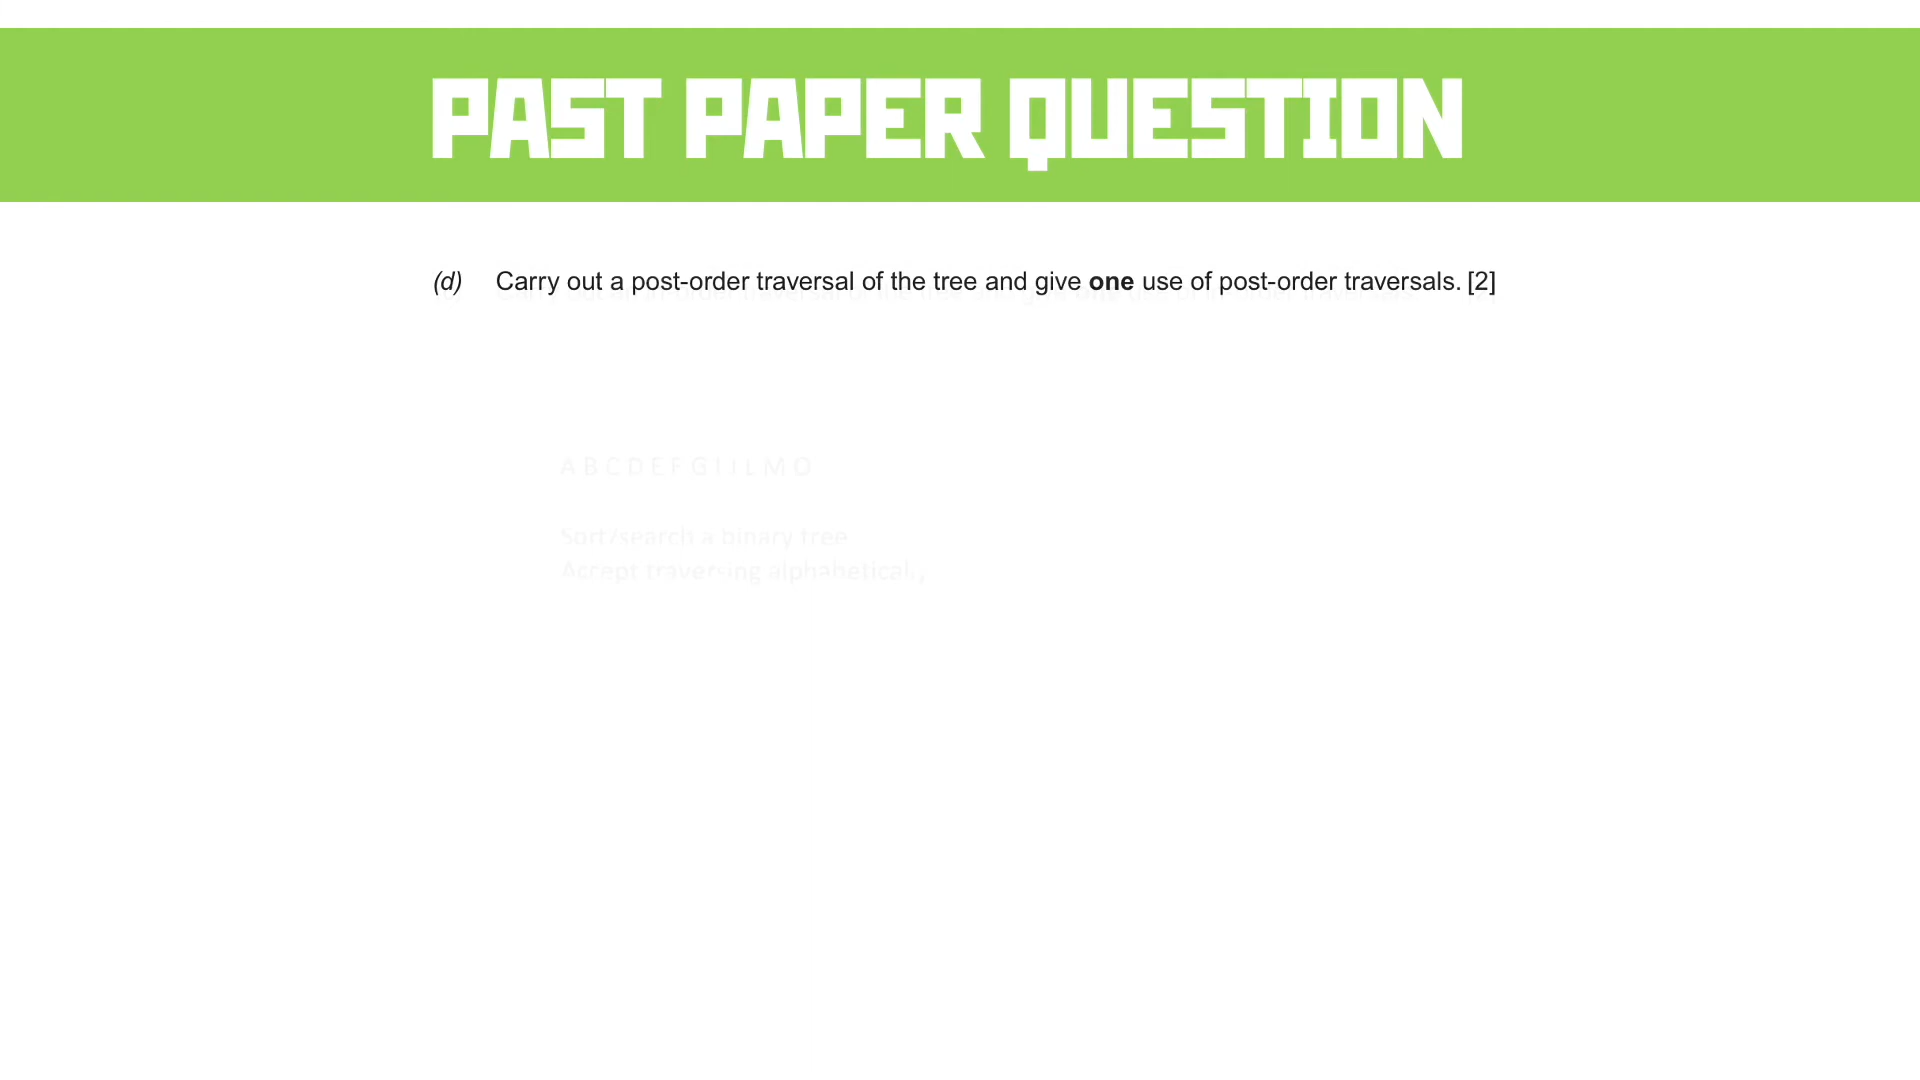 PAST PAPER QUESTION
(d) Carry out a post-order traversal of the tree and give one use of post-order traversals. [2]
A B C D E F G I J L M O
Sort/search a binary tree
Accept traversing alphabetically